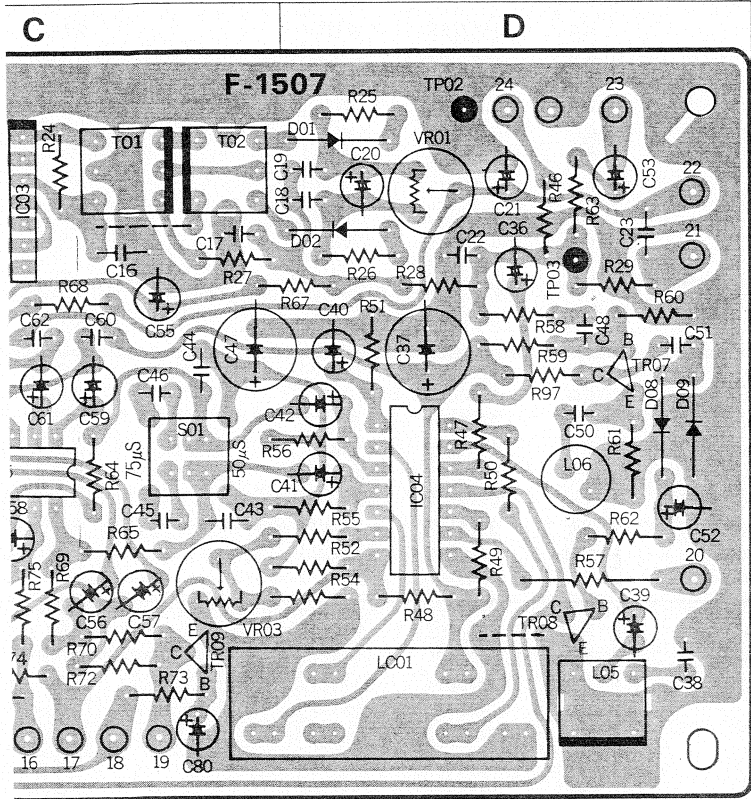 C D
F-1507
TP02 24 23
R25
R24 T01 T02 D01 VR01
C19 C20 C53
IC03 C18 C21 R46 R63 22
C17 D02 C36 C23 21
C16 R27 R26 R28 C22 TP03 R29
R68 R67 R60
C62 C60 C55 C40 R51 R58 C48 C51
C44 C47 C37 R59 B
C46 R97 C TR07
C61 C59 C42 E D08 D09
S01 C50
75µS 50µS R56 R47 R61
R64 C41 IC04 R50 L06
58 C45 C43 R55 C52
R65 R52 R62
R75 R69 R54 R49 R57 20
C56 C57 R48 C B C39
R70 E VR03 TR08
74 R72 C TR09 LC01 E L05 C38
R73 B
16 17 18 19 C80